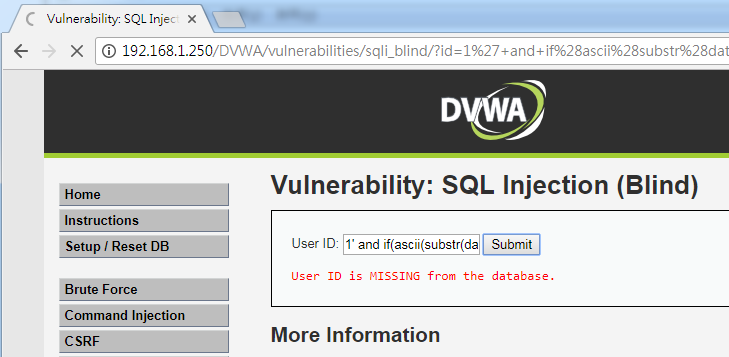 Vulnerability: SQL Inject
192.168.1.250/DVWA/vulnerabilities/sqli_blind/?id=1%27+and+if%28ascii%28substr%28dat
DVWA
Home
Instructions
Setup / Reset DB
Brute Force
Command Injection
CSRF
Vulnerability: SQL Injection (Blind)
User ID: 1' and if(ascii(substr(da Submit
User ID is MISSING from the database.
More Information